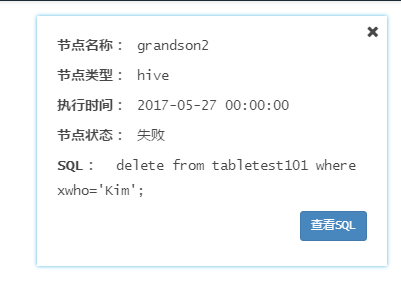 节点名称： grandson2
节点类型： hive
执行时间： 2017-05-27 00:00:00
节点状态： 失败
SQL： delete from tabletest101 where
xwho='Kim';
查看SQL